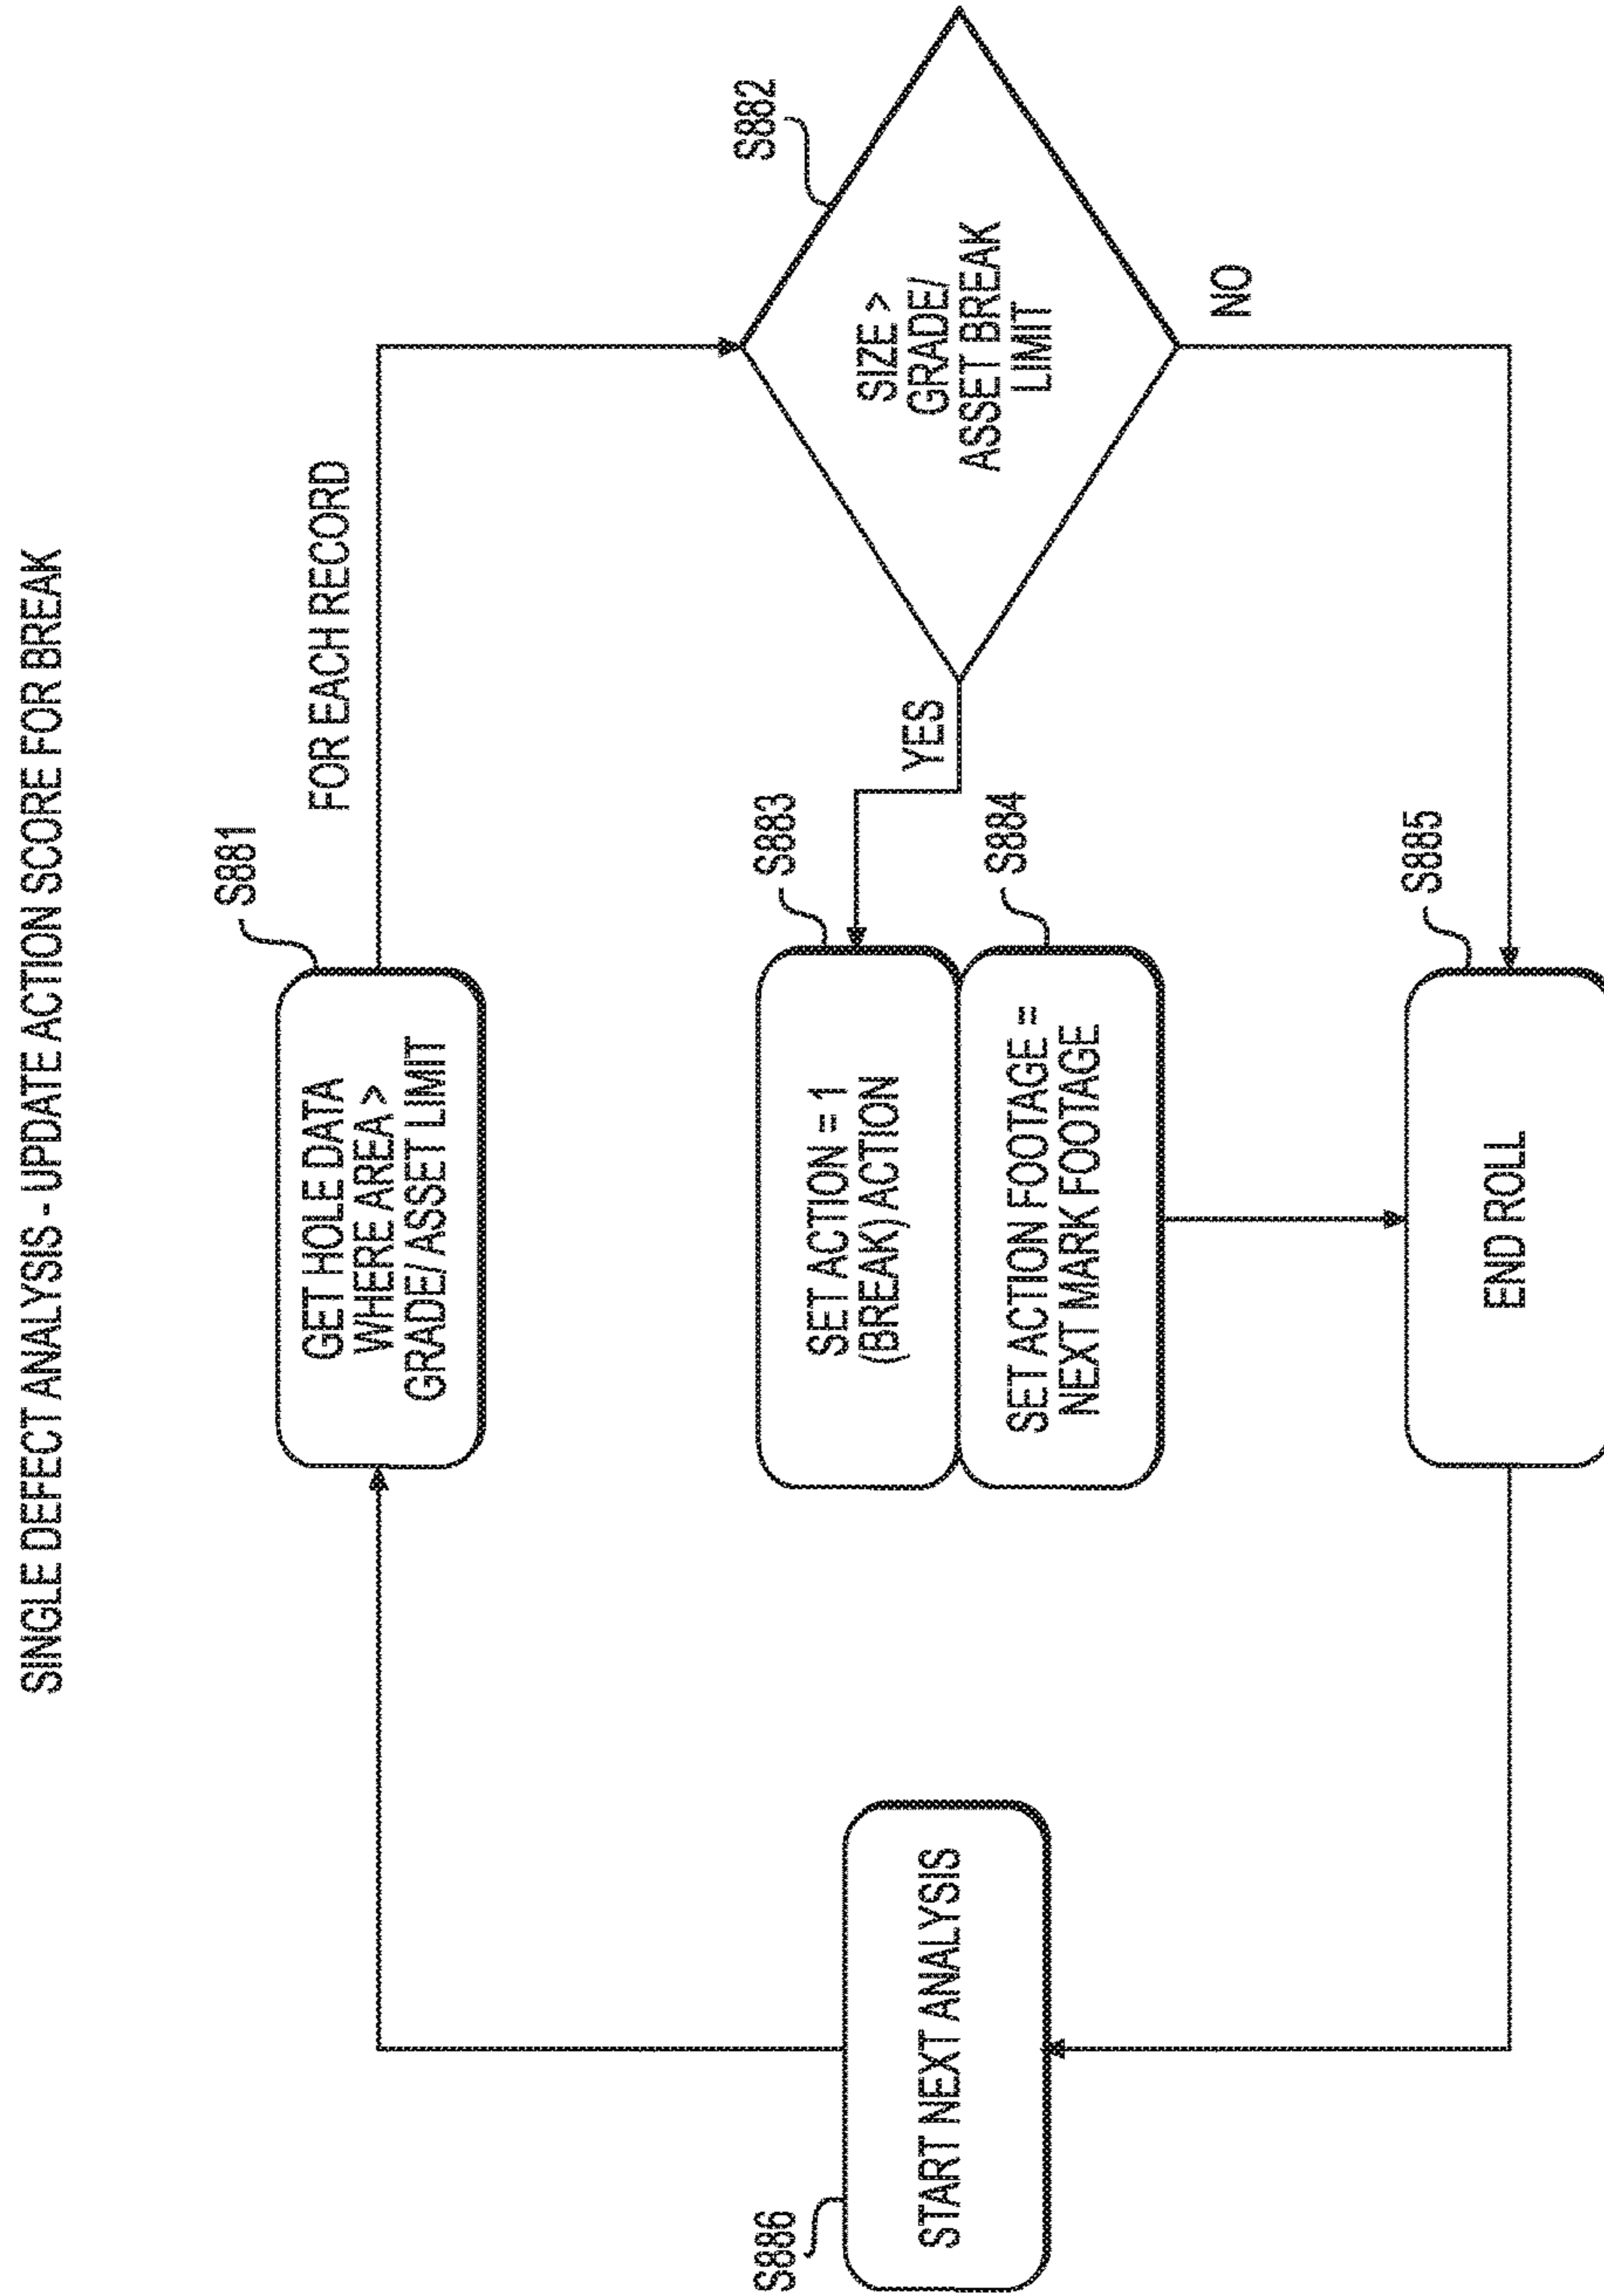 SINGLE DEFECT ANALYSIS - UPDATE ACTION SCORE FOR BREAK
S881
GET HOLE DATA
WHERE AREA >
GRADE/ ASSET LIMIT
FOR EACH RECORD
S882
SIZE >
GRADE/
ASSET BREAK
LIMIT
YES
NO
S883
SET ACTION = 1
(BREAK) ACTION
S884
SET ACTION FOOTAGE =
NEXT MARK FOOTAGE
S885
END ROLL
S886
START NEXT ANALYSIS